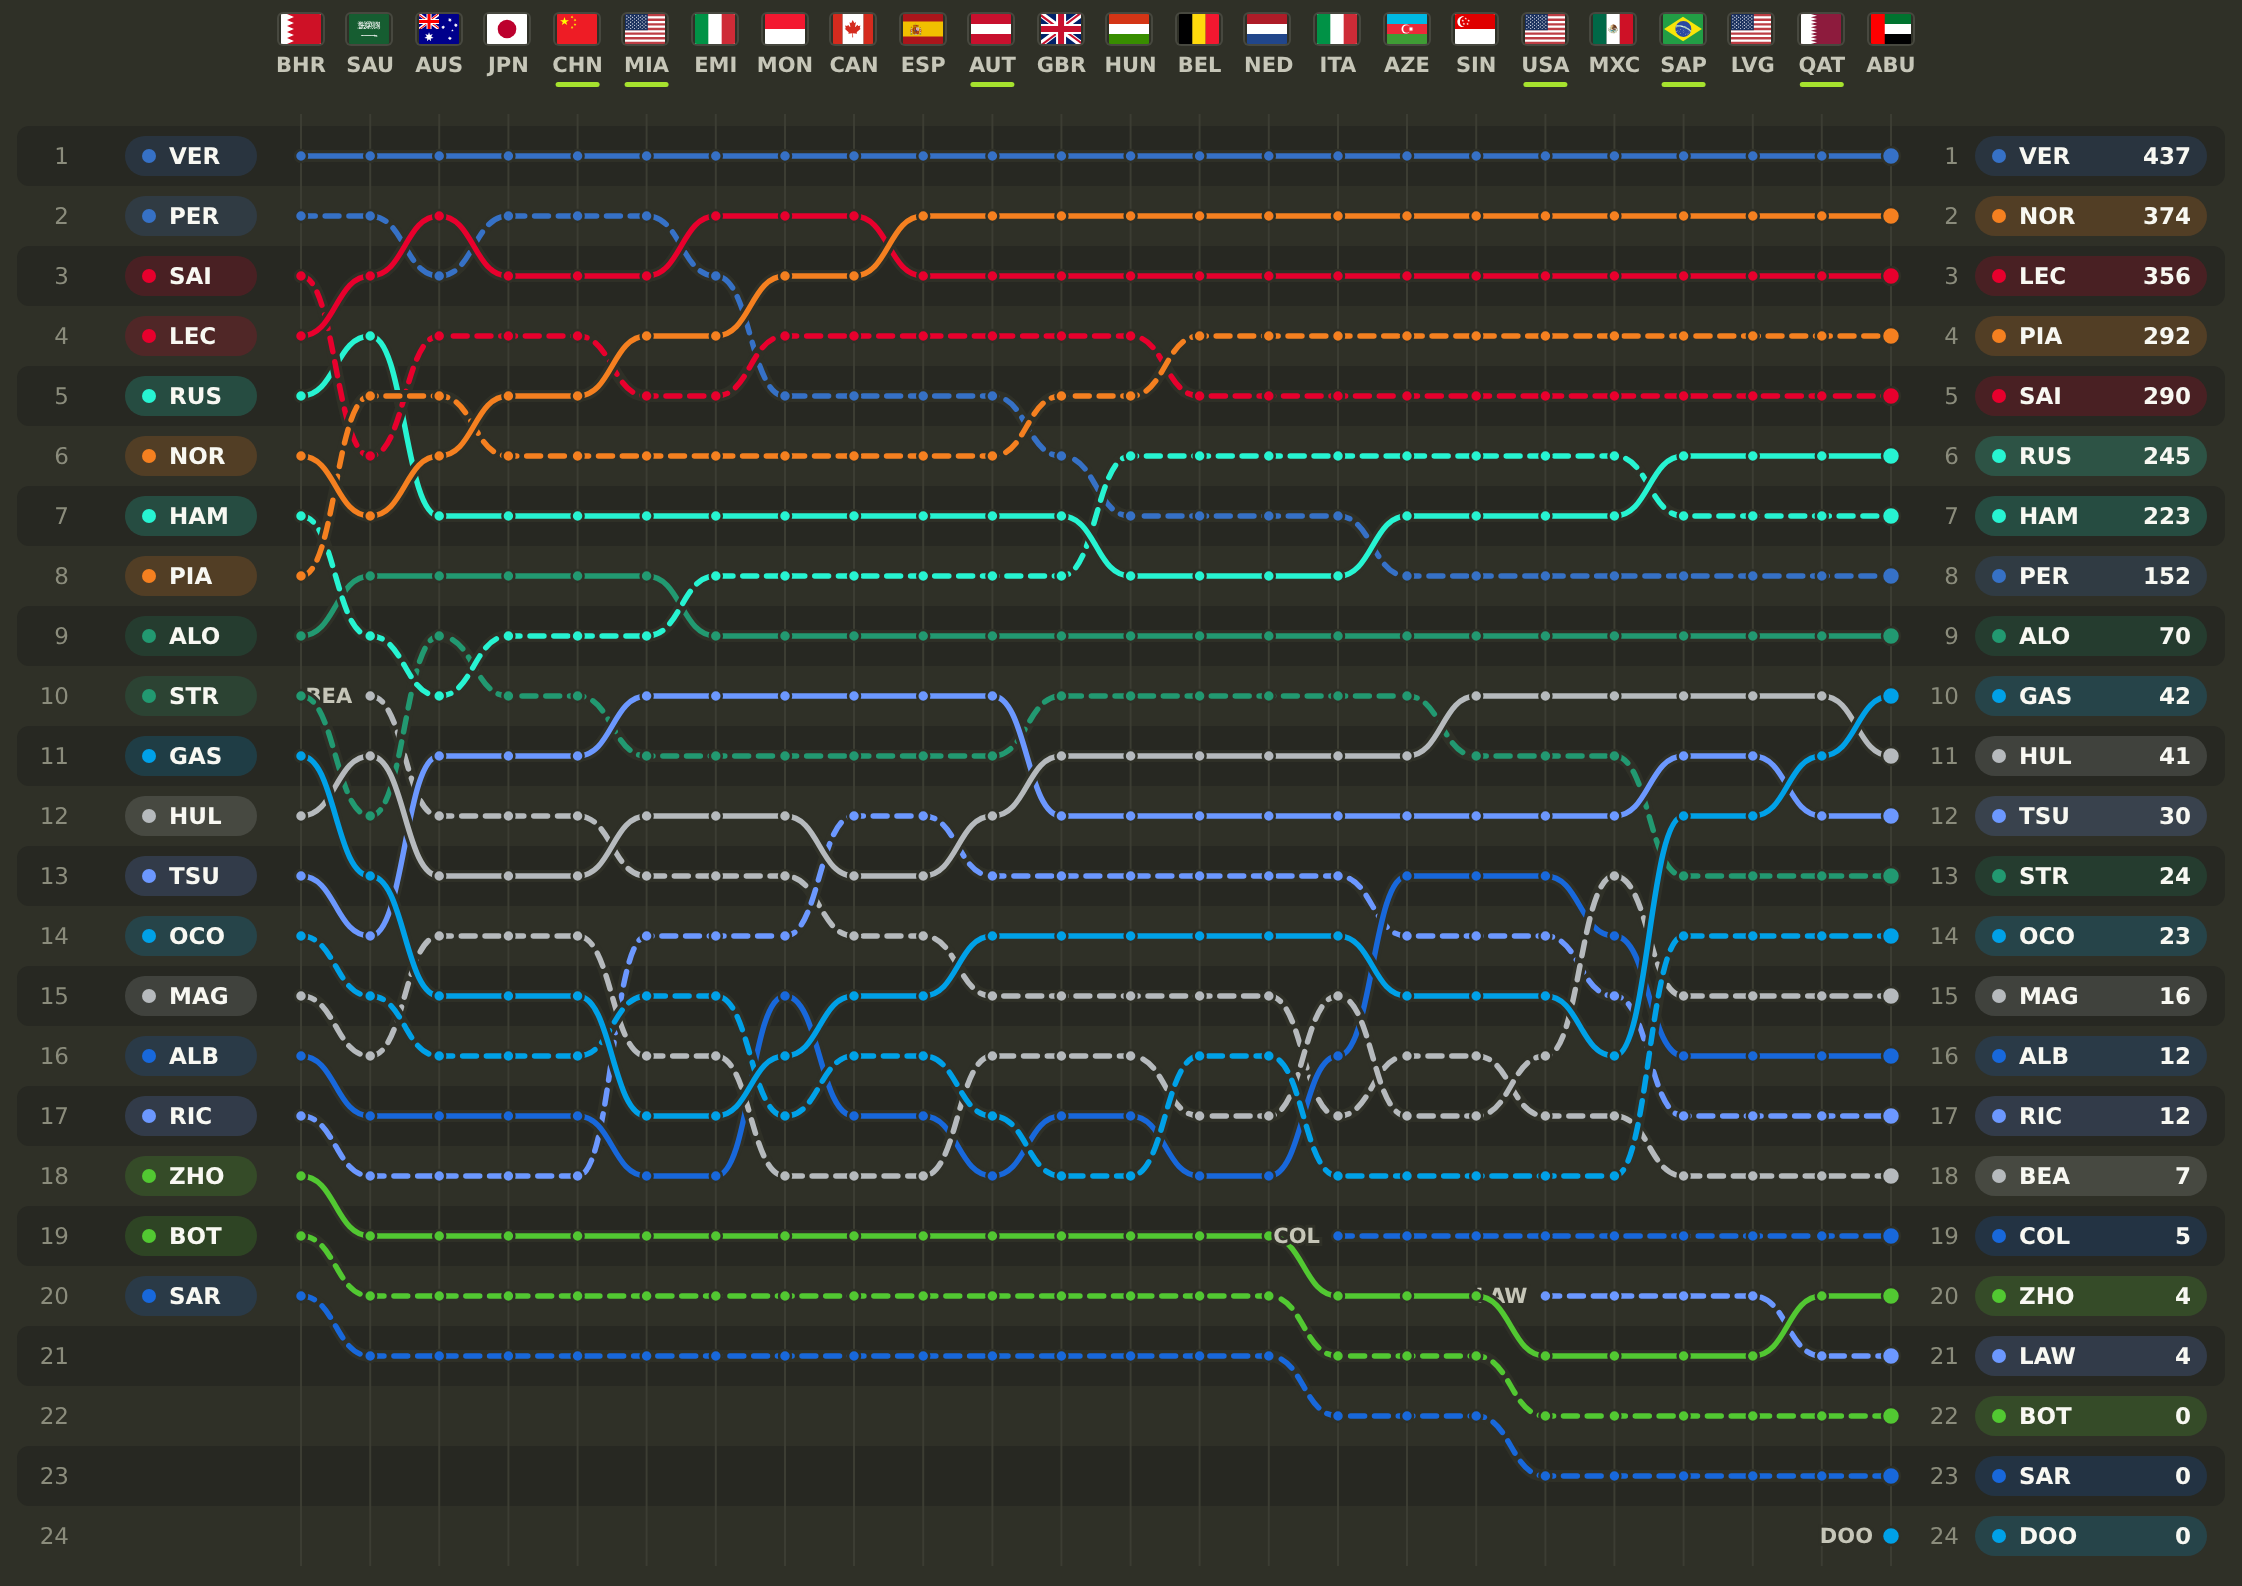 BHR SAU AUS JPN CHN MIA EMI MON CAN ESP AUT GBR HUN BEL NED ITA AZE SIN USA MXC SAP LVG QAT ABU
1 VER 1 VER 437
2 PER 2 NOR 374
3 SAI 3 LEC 356
4 LEC 4 PIA 292
5 RUS 5 SAI 290
6 NOR 6 RUS 245
7 HAM 7 HAM 223
8 PIA 8 PER 152
9 ALO 9 ALO 70
10 STR BEA 10 GAS 42
11 GAS 11 HUL 41
12 HUL 12 TSU 30
13 TSU 13 STR 24
14 OCO 14 OCO 23
15 MAG 15 MAG 16
16 ALB 16 ALB 12
17 RIC 17 RIC 12
18 ZHO 18 BEA 7
19 BOT COL 19 COL 5
20 SAR LAW 20 ZHO 4
21 21 LAW 4
22 22 BOT 0
23 23 SAR 0
24 DOO 24 DOO 0